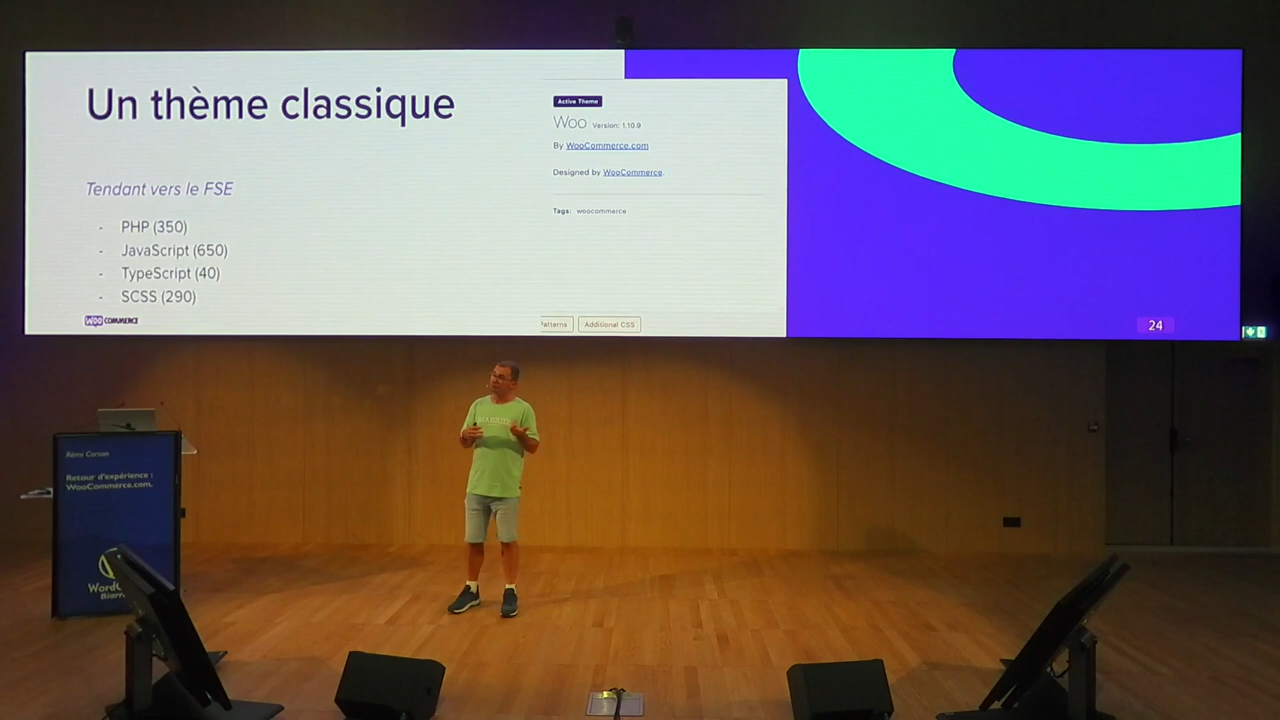 Un thème classique
Tendant vers le FSE
- PHP (350)
- JavaScript (650)
- TypeScript (40)
- SCSS (290)
WOO COMMERCE
Active Theme
Woo Version: 1.10.9
By WooCommerce.com
Designed by WooCommerce.
Tags: woocommerce
Patterns
Additional CSS
24
Rémi Corson
Retour d'expérience :
WooCommerce.com.